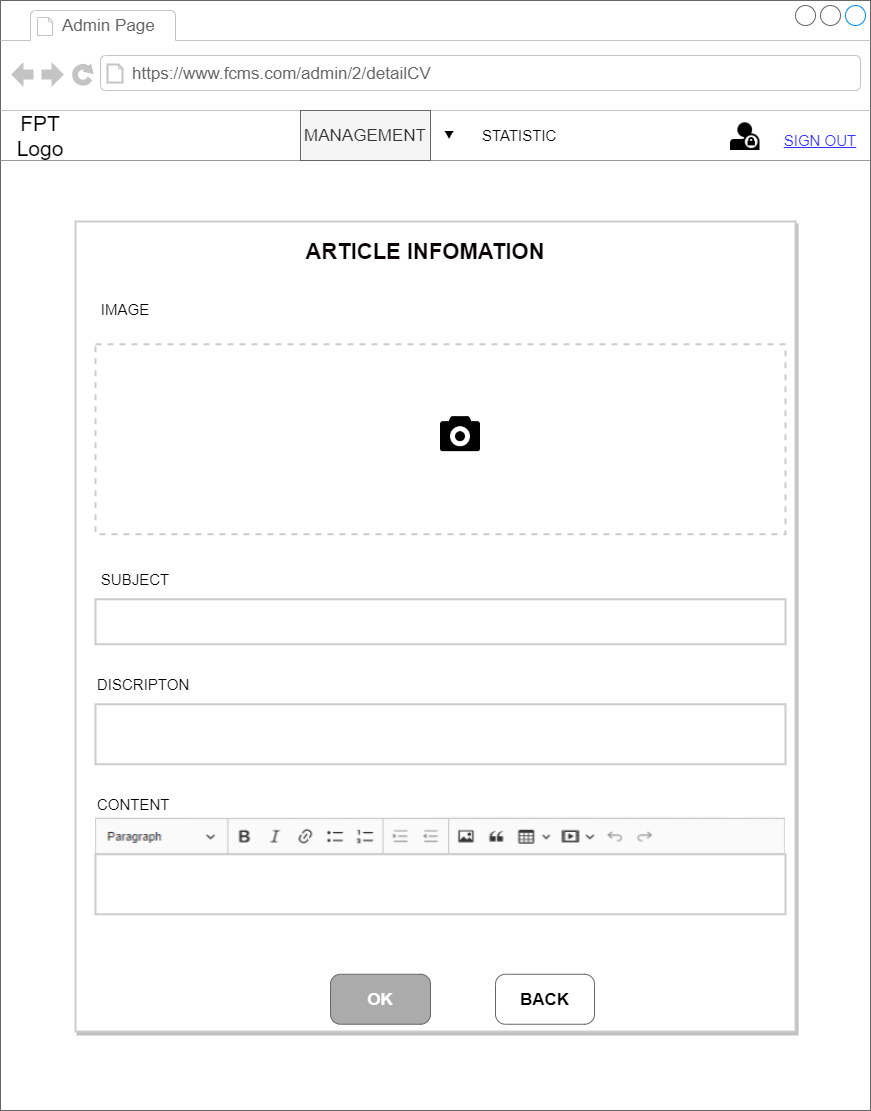 Admin Page
https://www.fcms.com/admin/2/detailCV
FPT
Logo
MANAGEMENT ▼ STATISTIC
SIGN OUT
ARTICLE INFOMATION
IMAGE
SUBJECT
DISCRIPTON
CONTENT
Paragraph B I
OK BACK